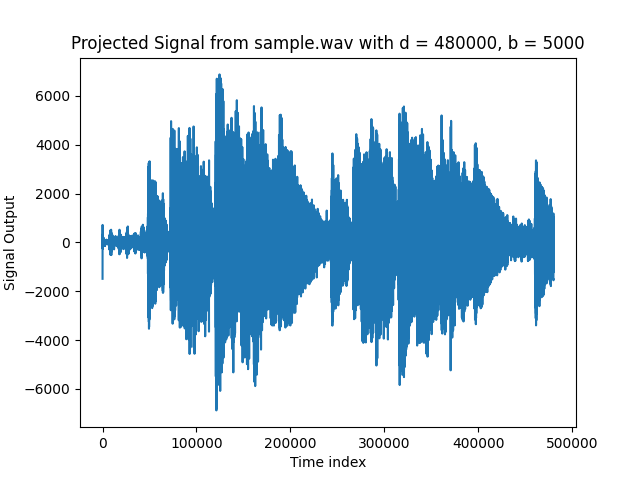 Projected Signal from sample.wav with d = 480000, b = 5000
6000
4000
2000
0
−2000
−4000
−6000
Signal Output
0 100000 200000 300000 400000 500000
Time index